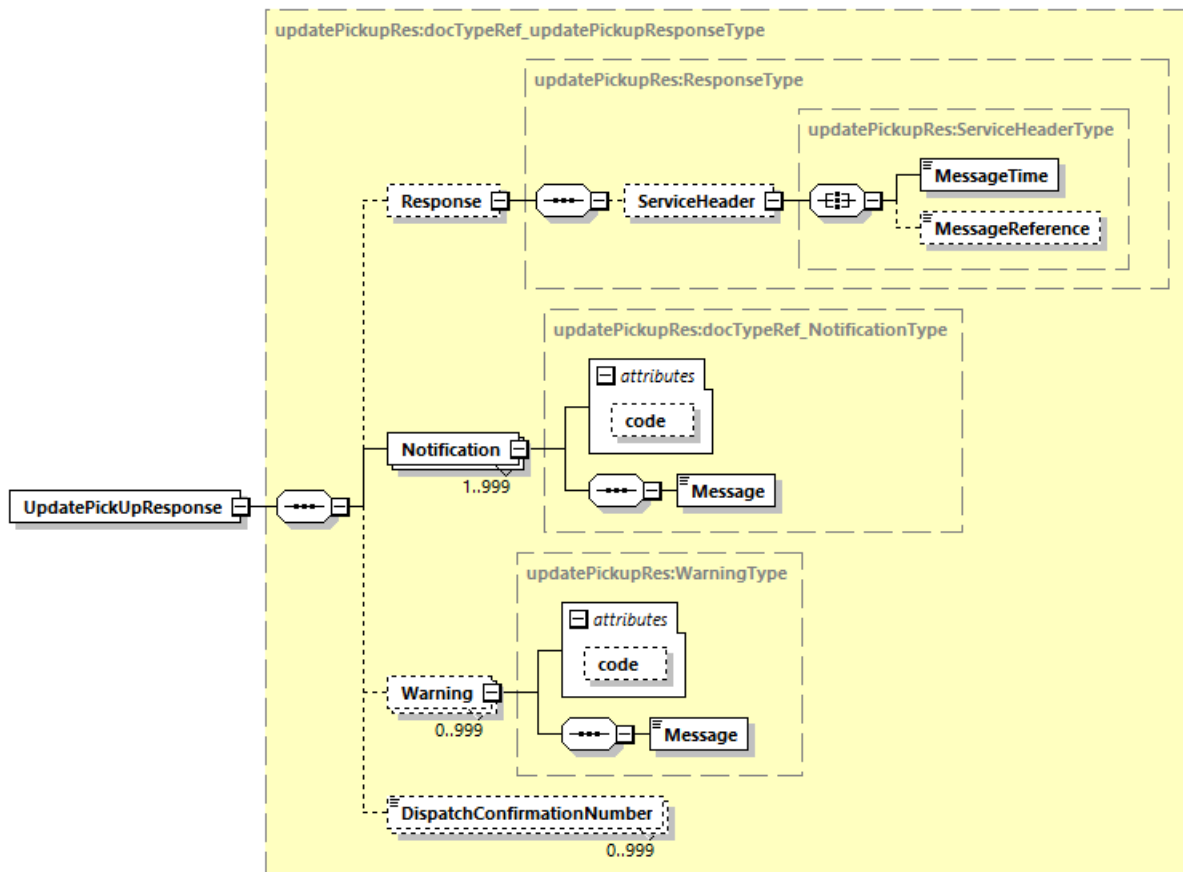 updatePickupRes:docTypeRef_updatePickupResponseType
updatePickupRes:ResponseType
updatePickupRes:ServiceHeaderType
MessageTime
Response
ServiceHeader
MessageReference
updatePickupRes:docTypeRef_NotificationType
attributes
code
Notification
1..999
Message
UpdatePickUpResponse
updatePickupRes:WarningType
attributes
code
Warning
0..999
Message
DispatchConfirmationNumber
0..999